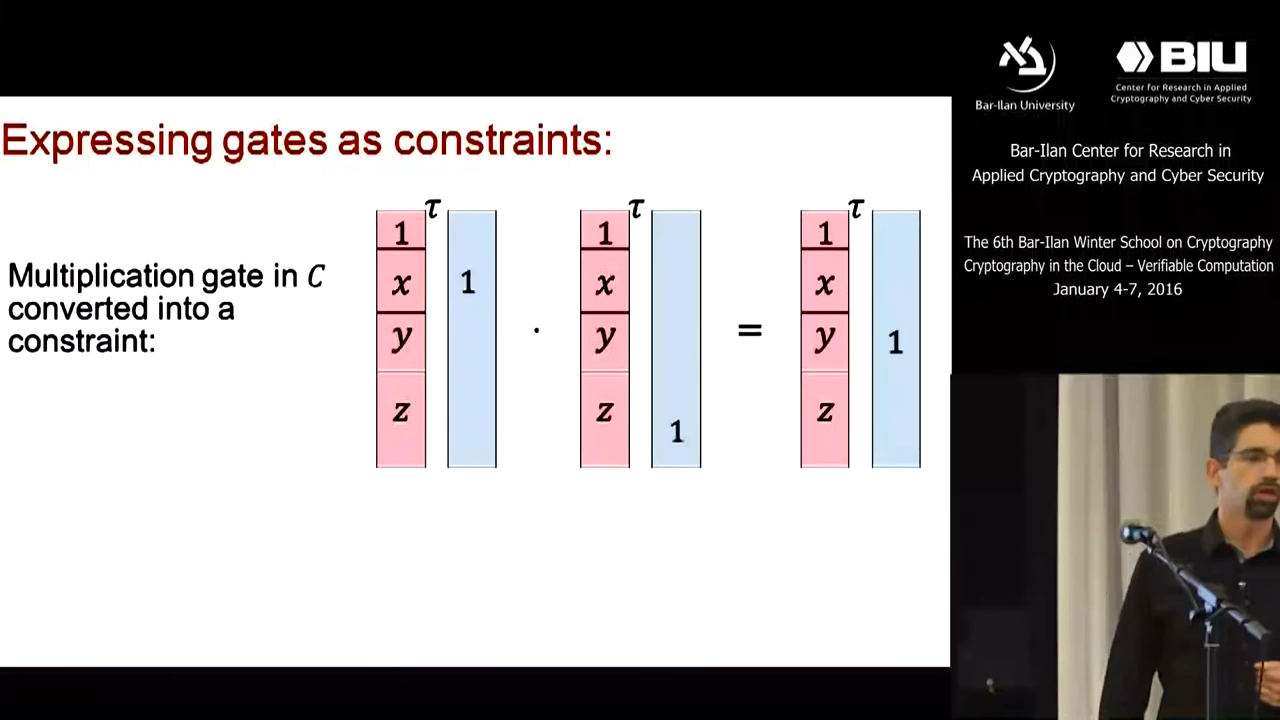 Expressing gates as constraints:
Multiplication gate in C
converted into a
constraint:
1
x
y
z
τ
1
·
1
x
y
z
τ
1
=
1
x
y
z
τ
1
BIU
Bar-Ilan University
Center for Research in Applied
Cryptography and Cyber Security
Bar-Ilan Center for Research in
Applied Cryptography and Cyber Security
The 6th Bar-Ilan Winter School on Cryptography
Cryptography in the Cloud – Verifiable Computation
January 4-7, 2016